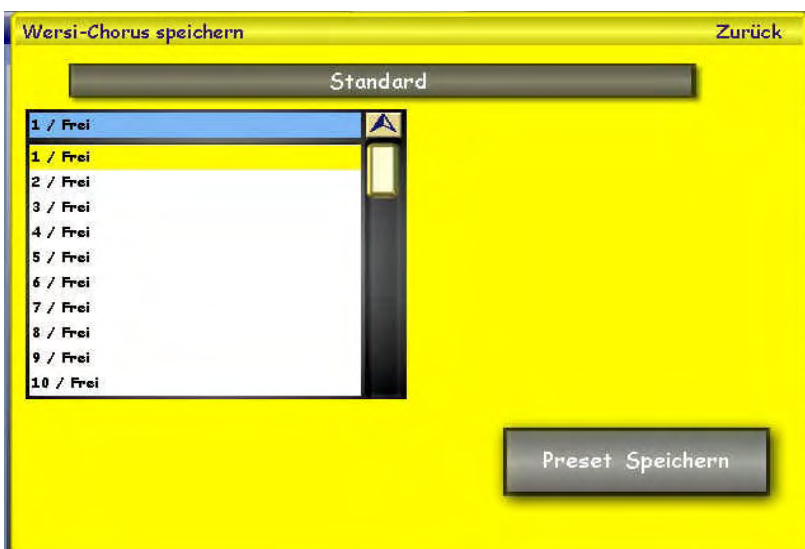 Wersi-Chorus speichern Zurück
Standard
1 / Frei
1 / Frei
2 / Frei
3 / Frei
4 / Frei
5 / Frei
6 / Frei
7 / Frei
8 / Frei
9 / Frei
10 / Frei
Preset Speichern